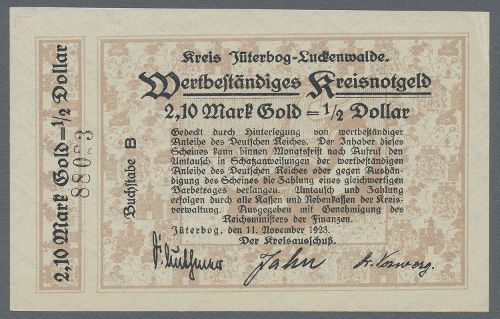 Kreis Jüterbog-Luckenwalde.
Wertbeständiges Kreisnotgeld
2,10 Mark Gold = 1/2 Dollar
Gedeckt durch Hinterlegung von wertbeständiger
Anleihe des Deutschen Reiches. Der Inhaber dieses
Scheines kann binnen Monatsfrist nach Aufruf den
Umtausch in Schatzanweisungen der wertbeständigen
Anleihe des Deutschen Reiches oder gegen Aushän-
digung des Scheines die Zahlung eines gleichwertigen
Barbetrages verlangen. Umtausch und Zahlung
erfolgen durch alle Kassen und Nebenkassen der Kreis-
verwaltung. Ausgegeben mit Genehmigung des
Reichsministers der Finanzen.
Jüterbog, den 11. November 1923.
Der Kreisausschuß.
Jahn
Buchstabe B
2,10 Mark Gold = 1/2 Dollar